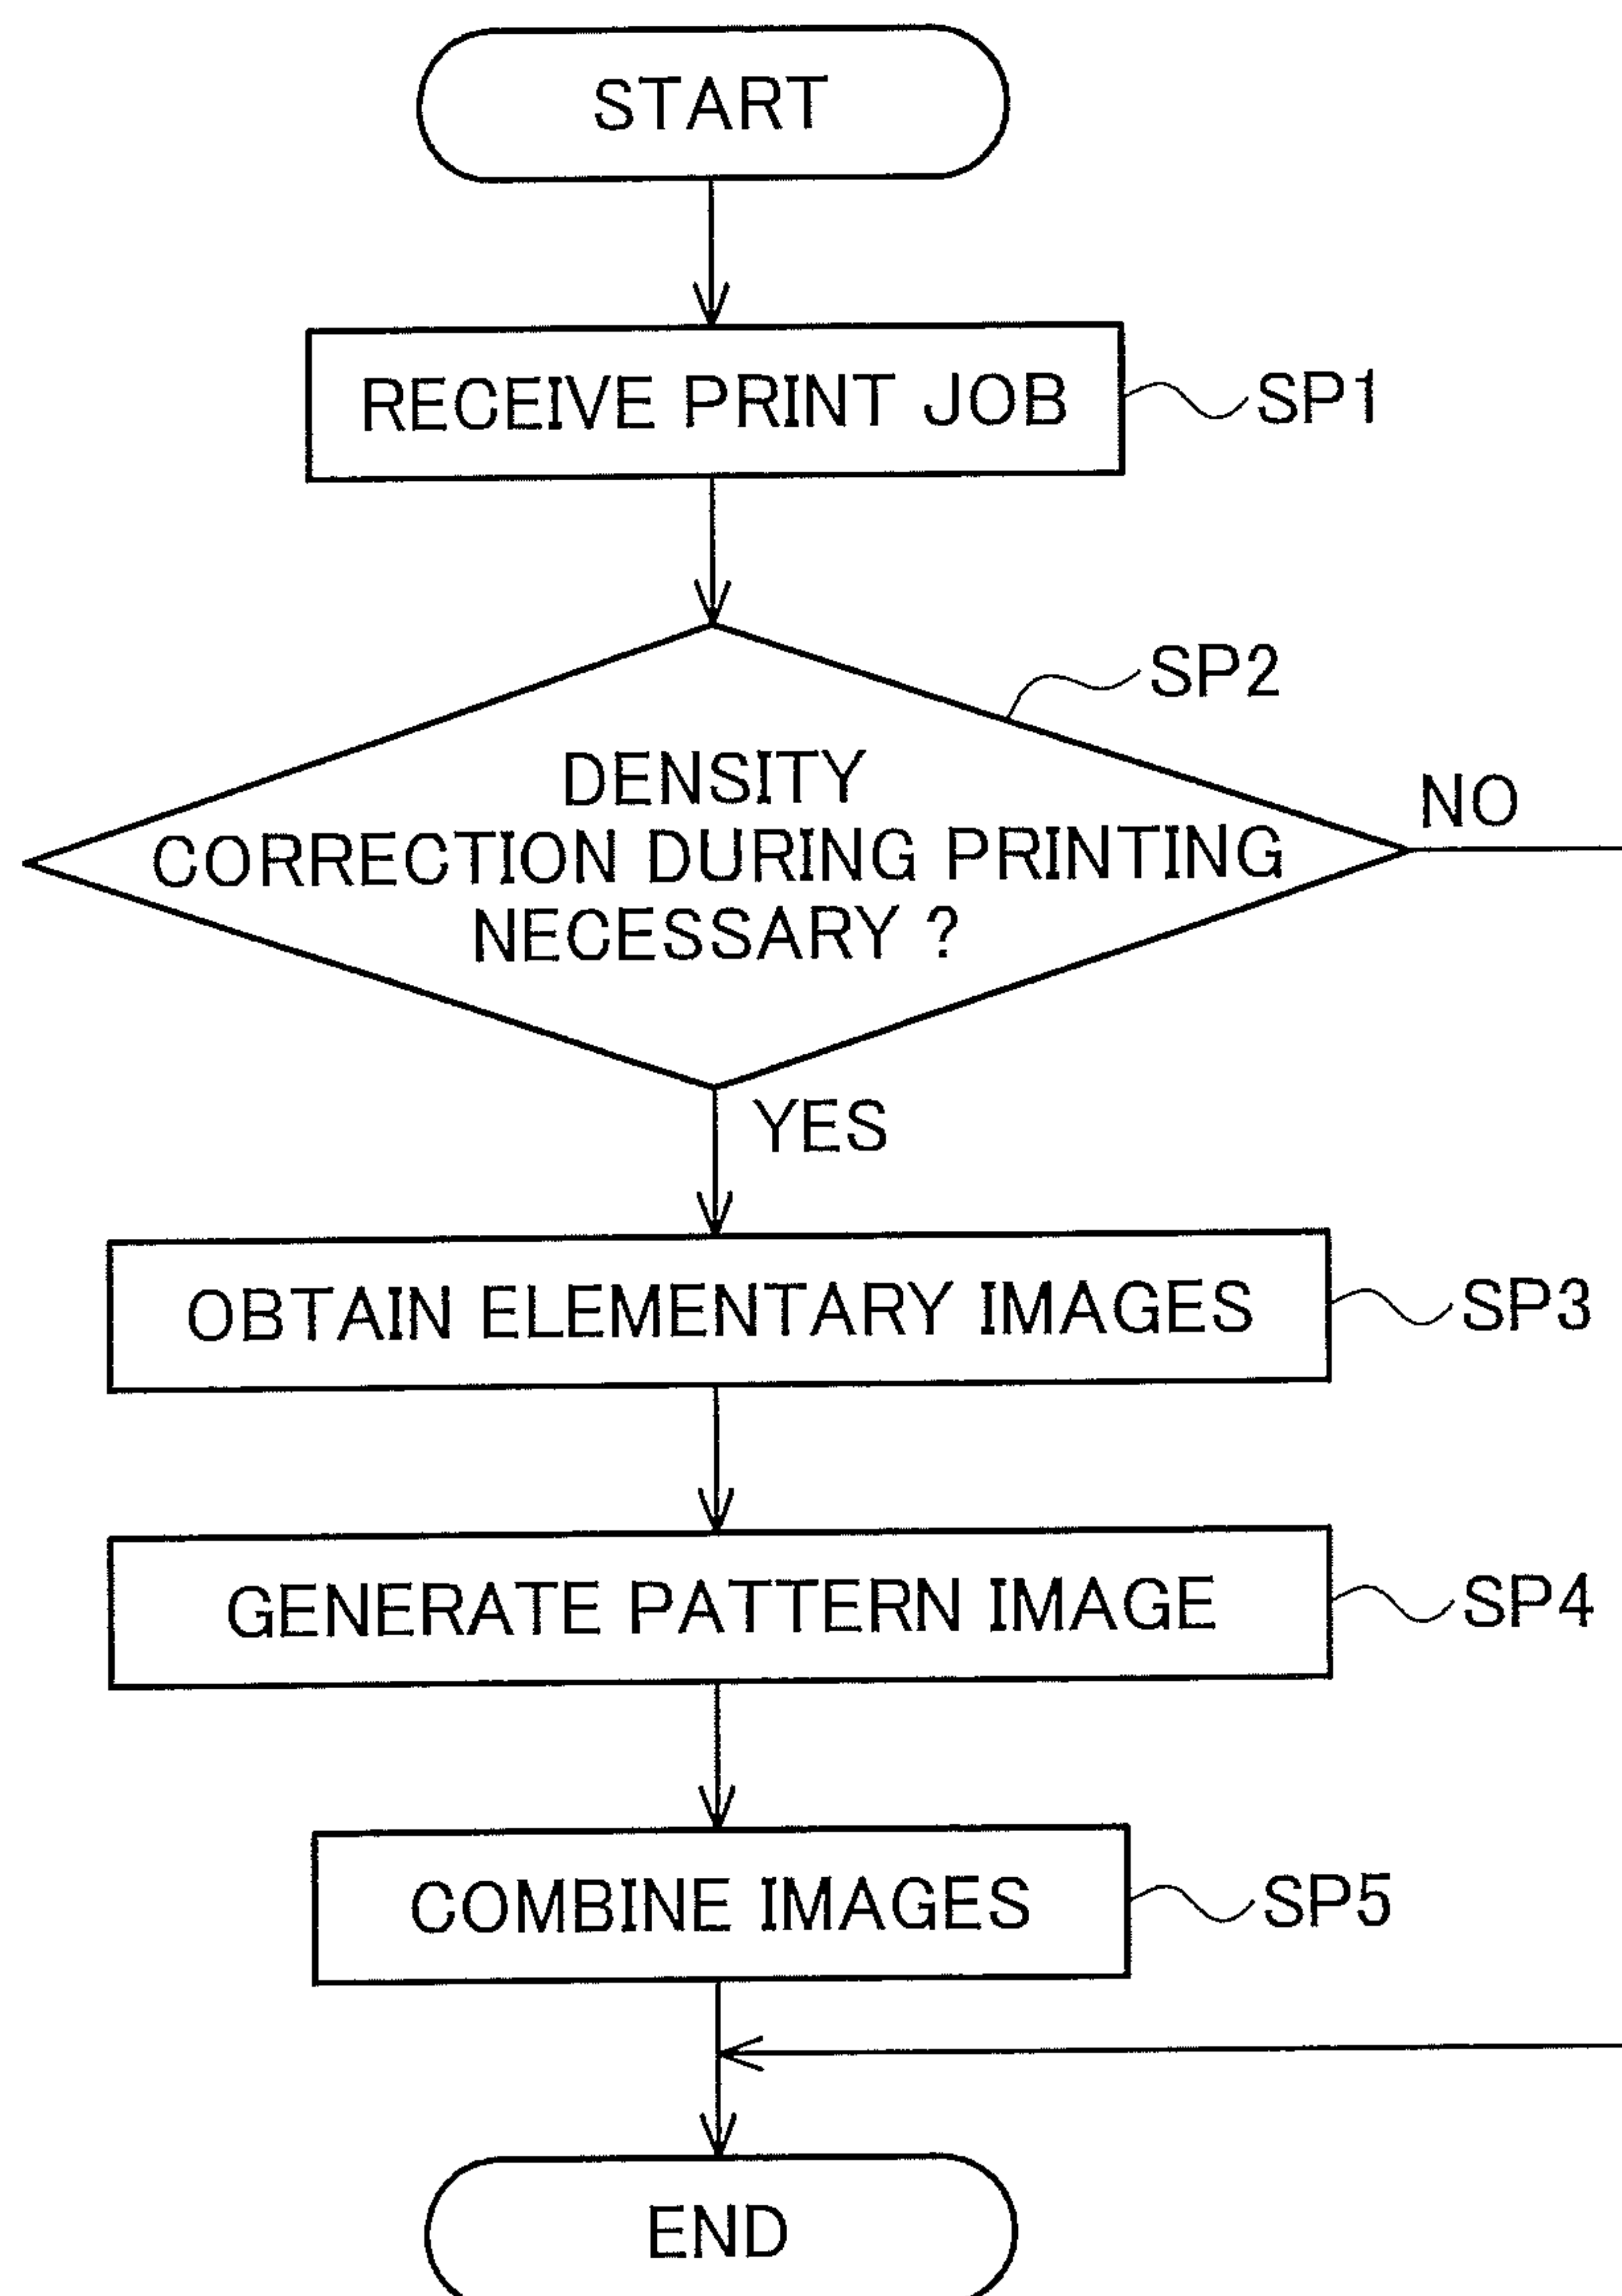 START
RECEIVE PRINT JOB
SP1
SP2
DENSITY
CORRECTION DURING PRINTING
NECESSARY ?
NO
YES
OBTAIN ELEMENTARY IMAGES
SP3
GENERATE PATTERN IMAGE
SP4
COMBINE IMAGES
SP5
END